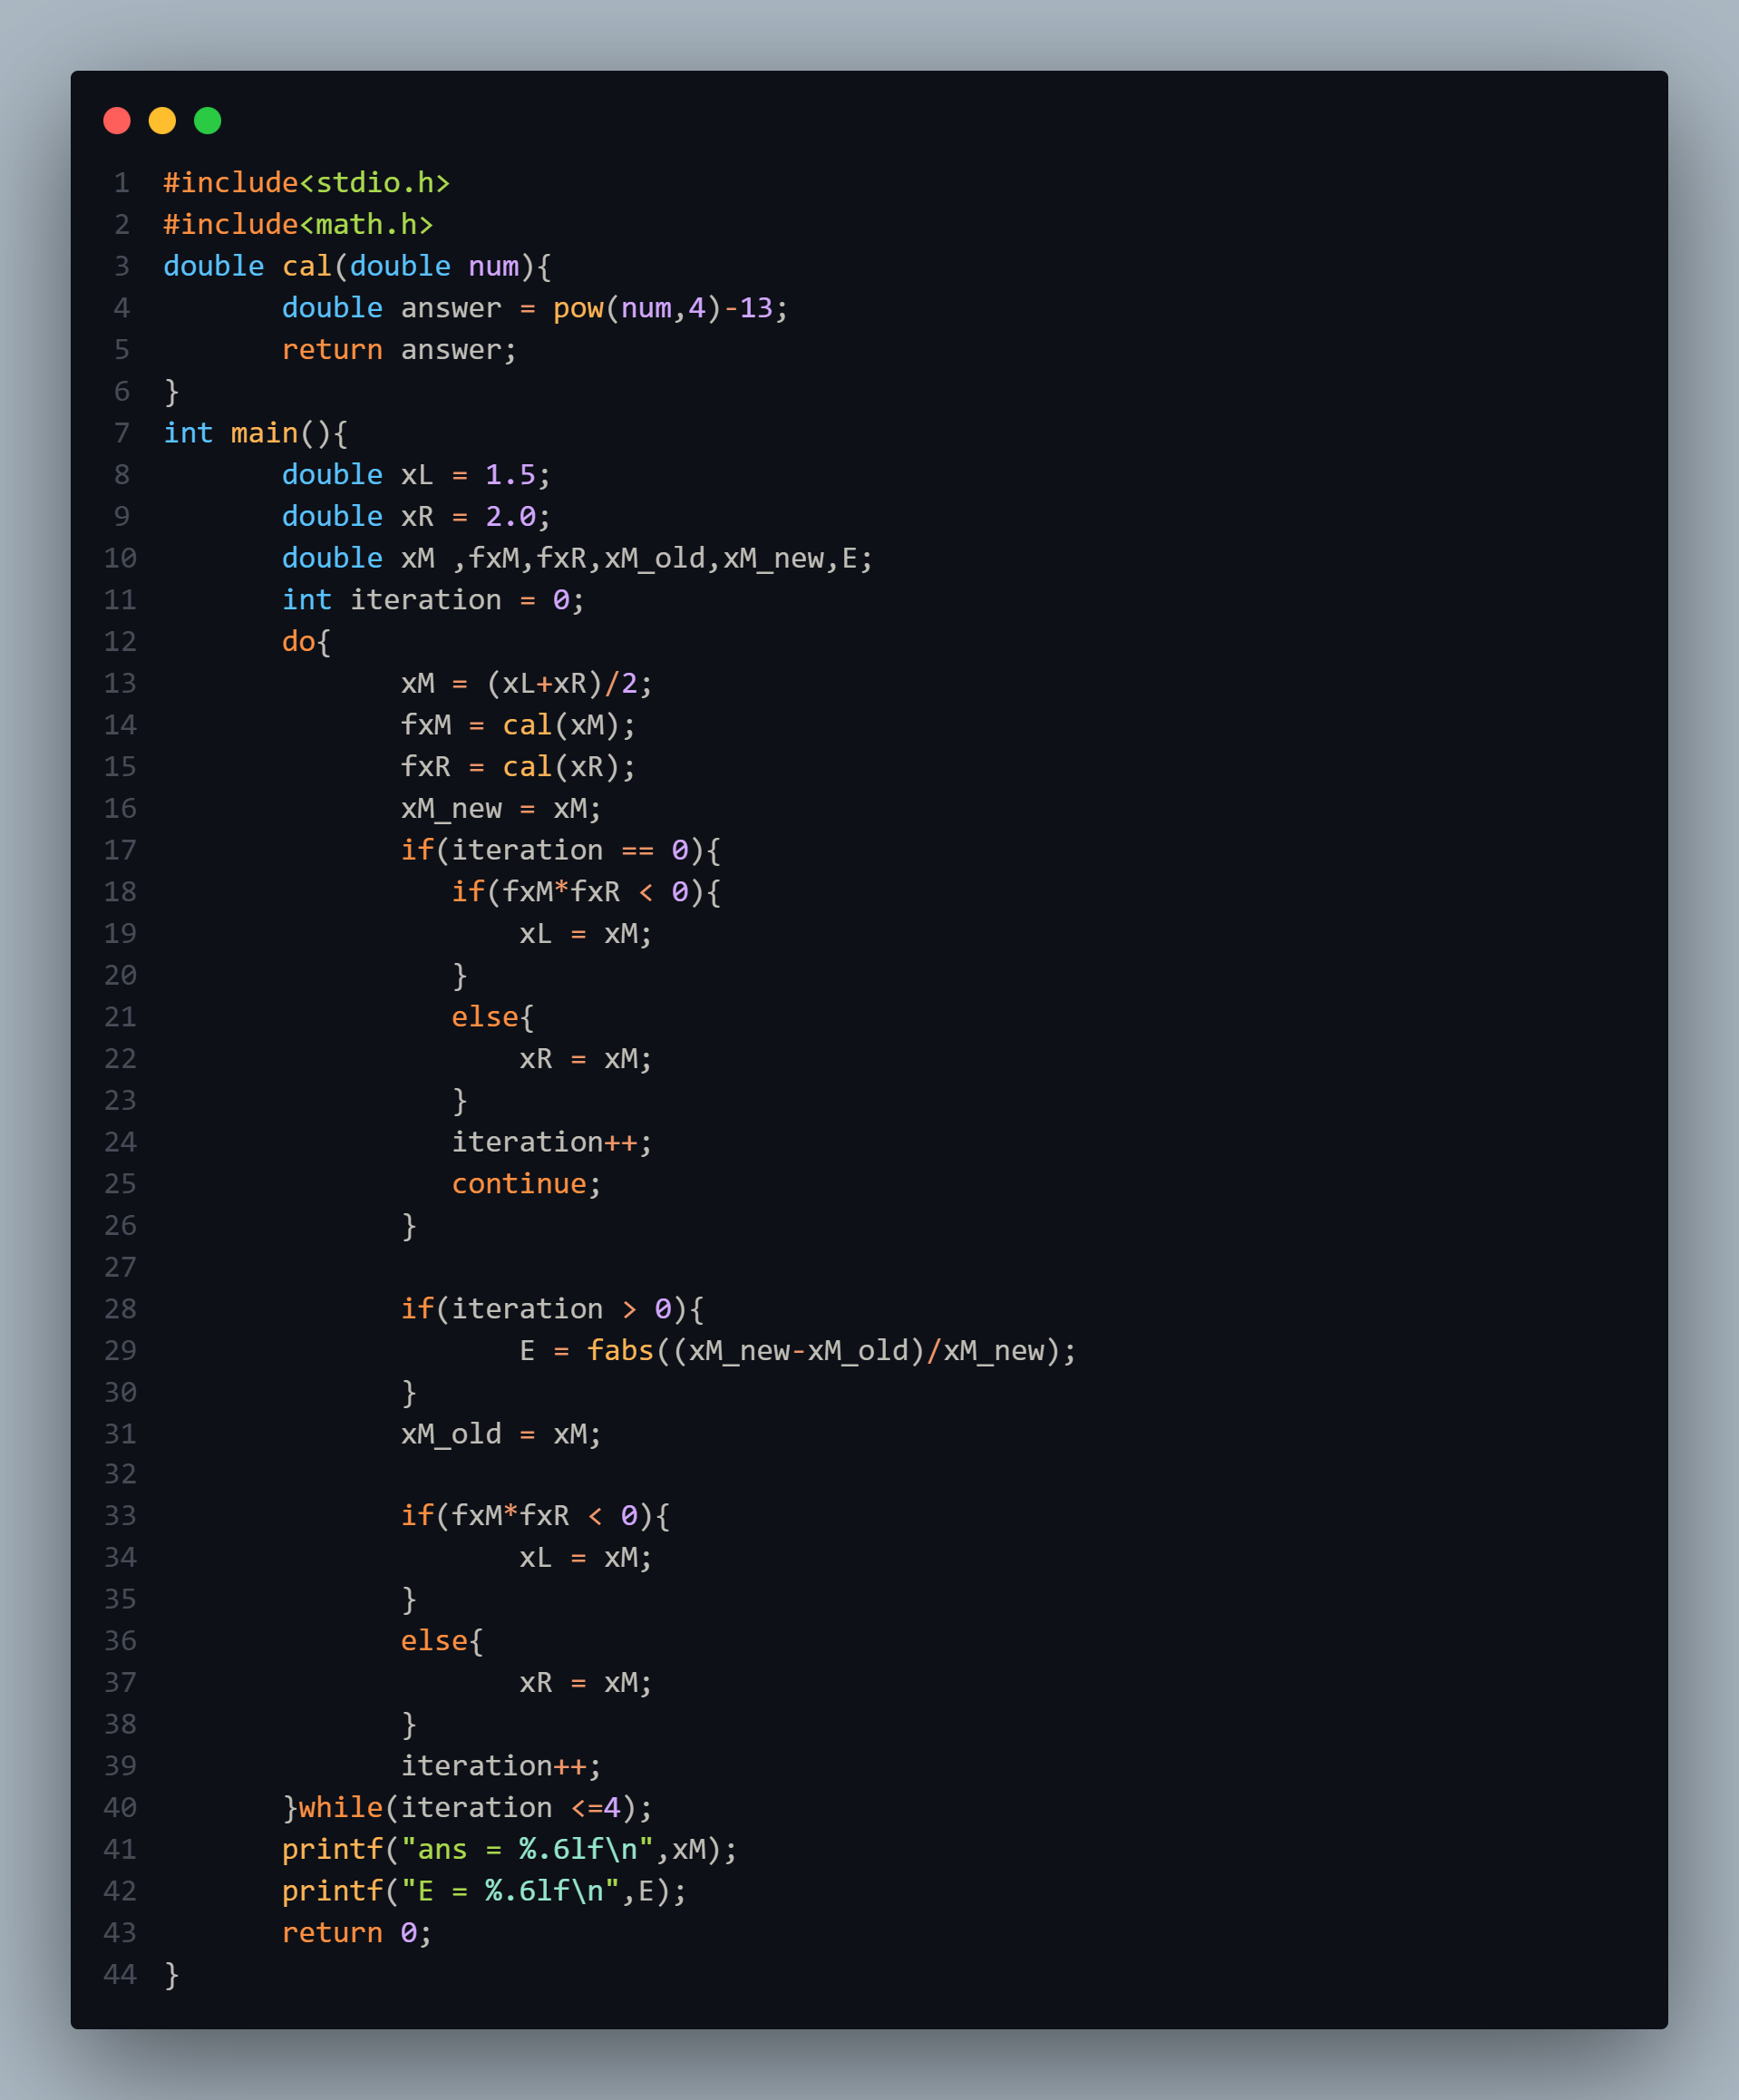 1 #include<stdio.h>
2 #include<math.h>
3 double cal(double num){
4 double answer = pow(num,4)-13;
5 return answer;
6 }
7 int main(){
8 double xL = 1.5;
9 double xR = 2.0;
10 double xM ,fxM,fxR,xM_old,xM_new,E;
11 int iteration = 0;
12 do{
13 xM = (xL+xR)/2;
14 fxM = cal(xM);
15 fxR = cal(xR);
16 xM_new = xM;
17 if(iteration == 0){
18 if(fxM*fxR < 0){
19 xL = xM;
20 }
21 else{
22 xR = xM;
23 }
24 iteration++;
25 continue;
26 }
27
28 if(iteration > 0){
29 E = fabs((xM_new-xM_old)/xM_new);
30 }
31 xM_old = xM;
32
33 if(fxM*fxR < 0){
34 xL = xM;
35 }
36 else{
37 xR = xM;
38 }
39 iteration++;
40 }while(iteration <=4);
41 printf("ans = %.6lf\n",xM);
42 printf("E = %.6lf\n",E);
43 return 0;
44 }